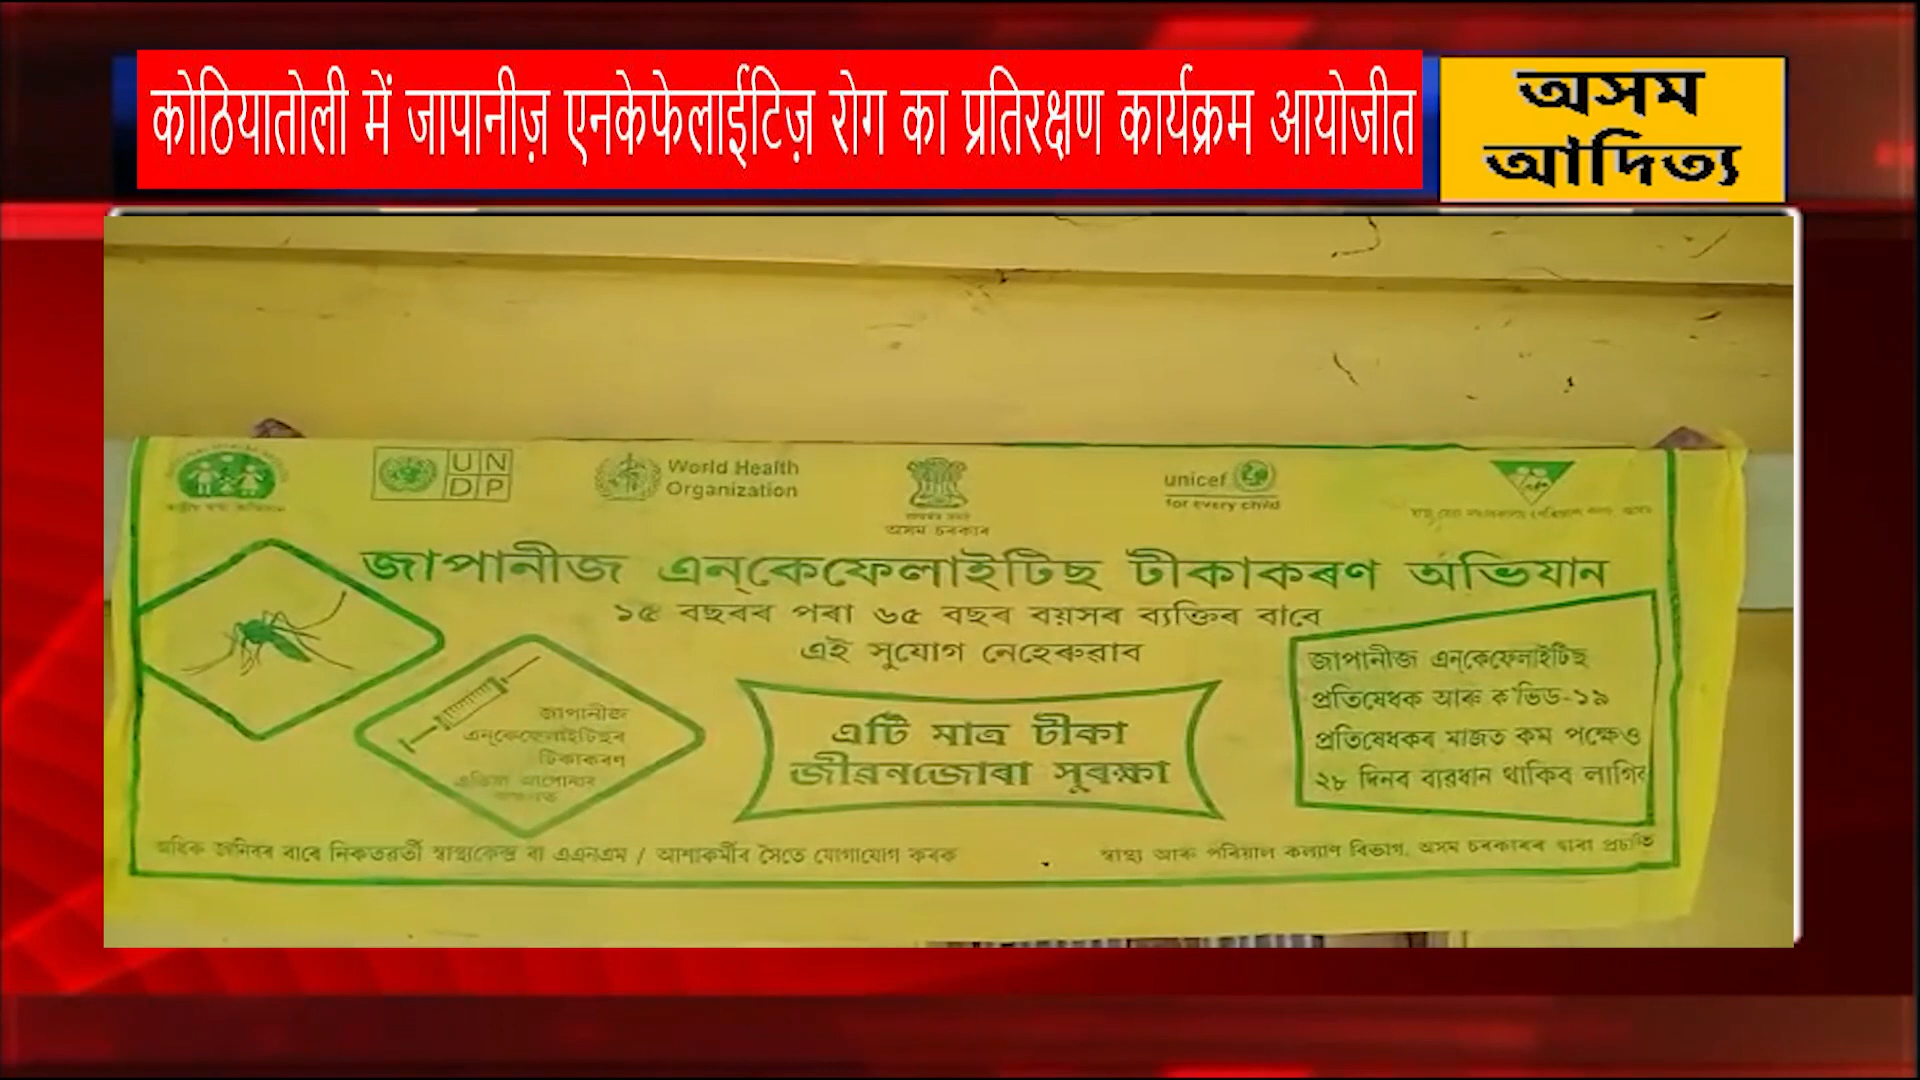 कोठियातोली में जापानीज़ एनकेफेलाईटिज़ रोग का प्रतिरक्षण कार्यक्रम आयोजीत
অসম
আদিত্য
UN
DP
World Health
Organization
অসম চৰকাৰ
unicef
for every child
জাপানীজ এন্‌কেফেলাইটিছ টীকাকৰণ অভিযান
১৫ বছৰৰ পৰা ৬৫ বছৰ বয়সৰ ব্যক্তিৰ বাবে
এই সুযোগ নেহেৰুৱাব
জাপানীজ
এন্‌কেফেলাইটিছৰ
টিকাকৰণ
এটি মাত্ৰ টীকা
জীৱনজোৰা সুৰক্ষা
জাপানীজ এন্‌কেফেলাইটিছ
প্ৰতিষেধক আৰু ক'ভিড-১৯
প্ৰতিষেধকৰ মাজত কম পক্ষেও
২৮ দিনৰ ব্যৱধান থাকিব লাগিব
অধিক জানিবৰ বাবে নিকতৱৰ্তী স্বাস্থ্যকেন্দ্ৰ বা এএনএম / আশাকৰ্মীৰ সৈতে যোগাযোগ কৰক
স্বাস্থ্য আৰু পৰিয়াল কল্যাণ বিভাগ, অসম চৰকাৰৰ দ্বাৰা প্ৰচাৰিত